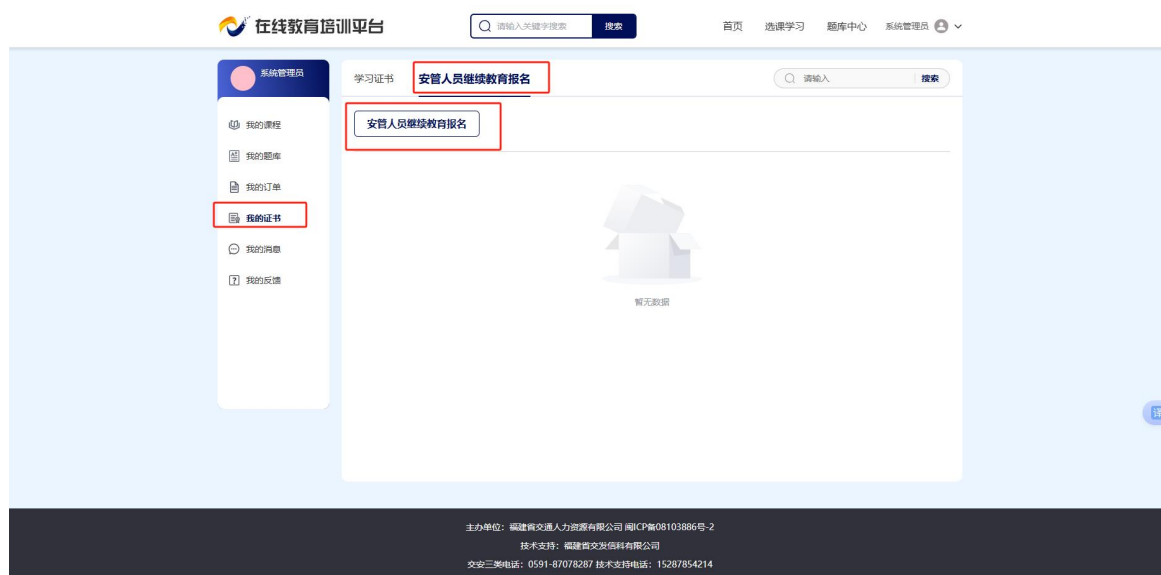 在线教育培训平台
请输入关键字搜索 搜索
首页 选课学习 题库中心 系统管理员
系统管理员
学习证书 安管人员继续教育报名
请输入 搜索
安管人员继续教育报名
我的课程
我的题库
我的订单
我的证书
我的消息
我的反馈
暂无数据
译
主办单位：福建省交通人力资源有限公司 闽ICP备08103886号-2
技术支持：福建省交发信科有限公司
交安三类电话：0591-87078287 技术支持电话：15287854214